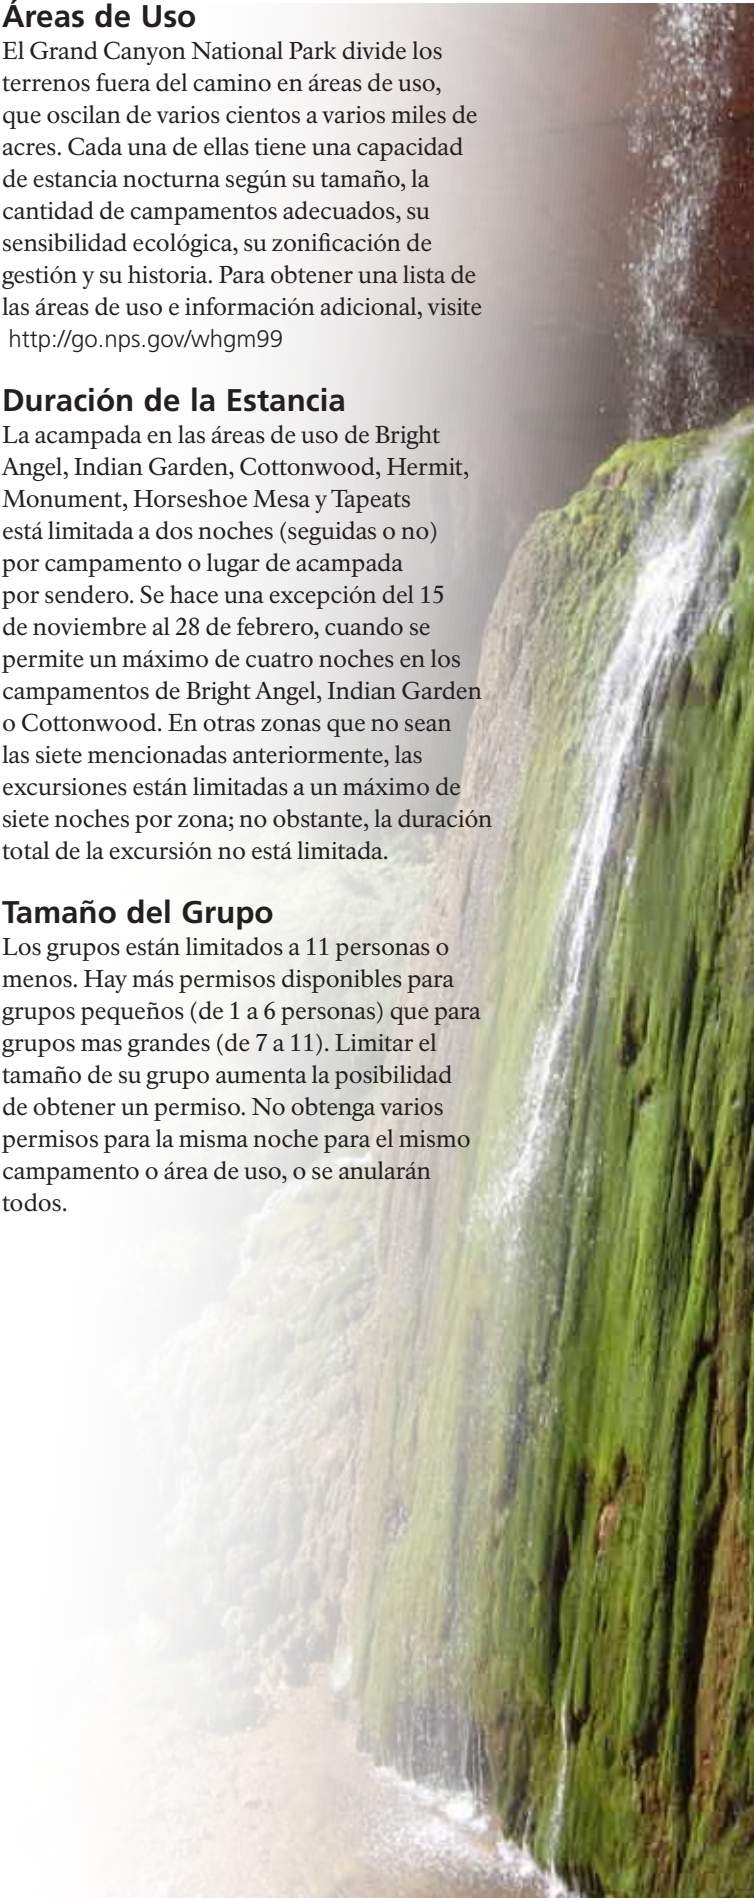 Áreas de Uso
El Grand Canyon National Park divide los
terrenos fuera del camino en áreas de uso,
que oscilan de varios cientos a varios miles de
acres. Cada una de ellas tiene una capacidad
de estancia nocturna según su tamaño, la
cantidad de campamentos adecuados, su
sensibilidad ecológica, su zonificación de
gestión y su historia. Para obtener una lista de
las áreas de uso e información adicional, visite
http://go.nps.gov/whgm99
Duración de la Estancia
La acampada en las áreas de uso de Bright
Angel, Indian Garden, Cottonwood, Hermit,
Monument, Horseshoe Mesa y Tapeats
está limitada a dos noches (seguidas o no)
por campamento o lugar de acampada
por sendero. Se hace una excepción del 15
de noviembre al 28 de febrero, cuando se
permite un máximo de cuatro noches en los
campamentos de Bright Angel, Indian Garden
o Cottonwood. En otras zonas que no sean
las siete mencionadas anteriormente, las
excursiones están limitadas a un máximo de
siete noches por zona; no obstante, la duración
total de la excursión no está limitada.
Tamaño del Grupo
Los grupos están limitados a 11 personas o
menos. Hay más permisos disponibles para
grupos pequeños (de 1 a 6 personas) que para
grupos mas grandes (de 7 a 11). Limitar el
tamaño de su grupo aumenta la posibilidad
de obtener un permiso. No obtenga varios
permisos para la misma noche para el mismo
campamento o área de uso, o se anularán
todos.